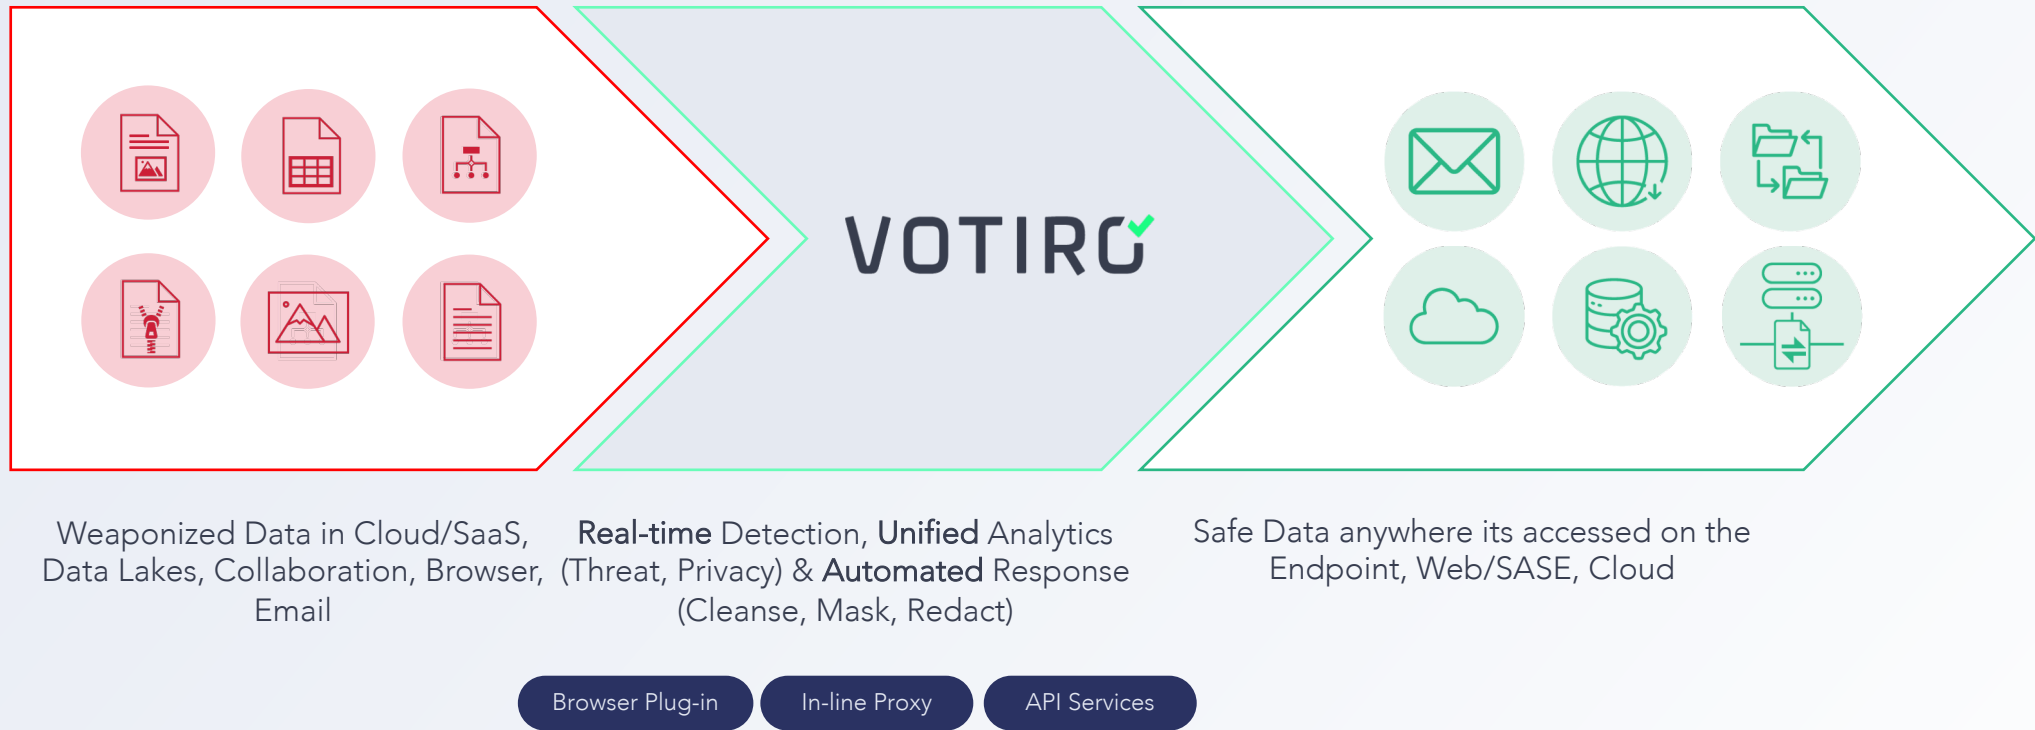 VOTIRO
Weaponized Data in Cloud/SaaS,
Data Lakes, Collaboration, Browser,
Email
Real-time Detection, Unified Analytics
(Threat, Privacy) & Automated Response
(Cleanse, Mask, Redact)
Safe Data anywhere its accessed on the
Endpoint, Web/SASE, Cloud
Browser Plug-in
In-line Proxy
API Services